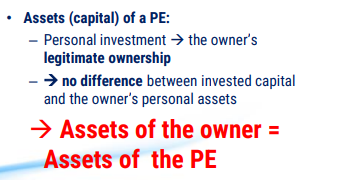 • Assets (capital) of a PE:
– Personal investment → the owner's
legitimate ownership
– → no difference between invested capital
and the owner's personal assets
→ Assets of the owner =
Assets of the PE